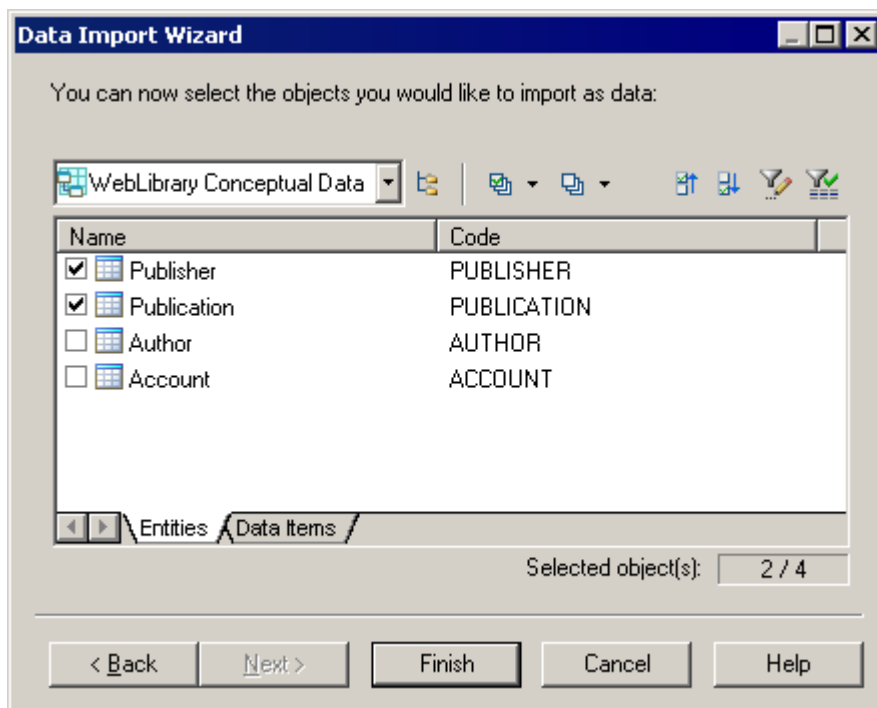 Data Import Wizard
You can now select the objects you would like to import as data:
WebLibrary Conceptual Data
Name Code
Publisher PUBLISHER
Publication PUBLICATION
Author AUTHOR
Account ACCOUNT
Entities Data Items
Selected object(s): 2 / 4
< Back Next > Finish Cancel Help